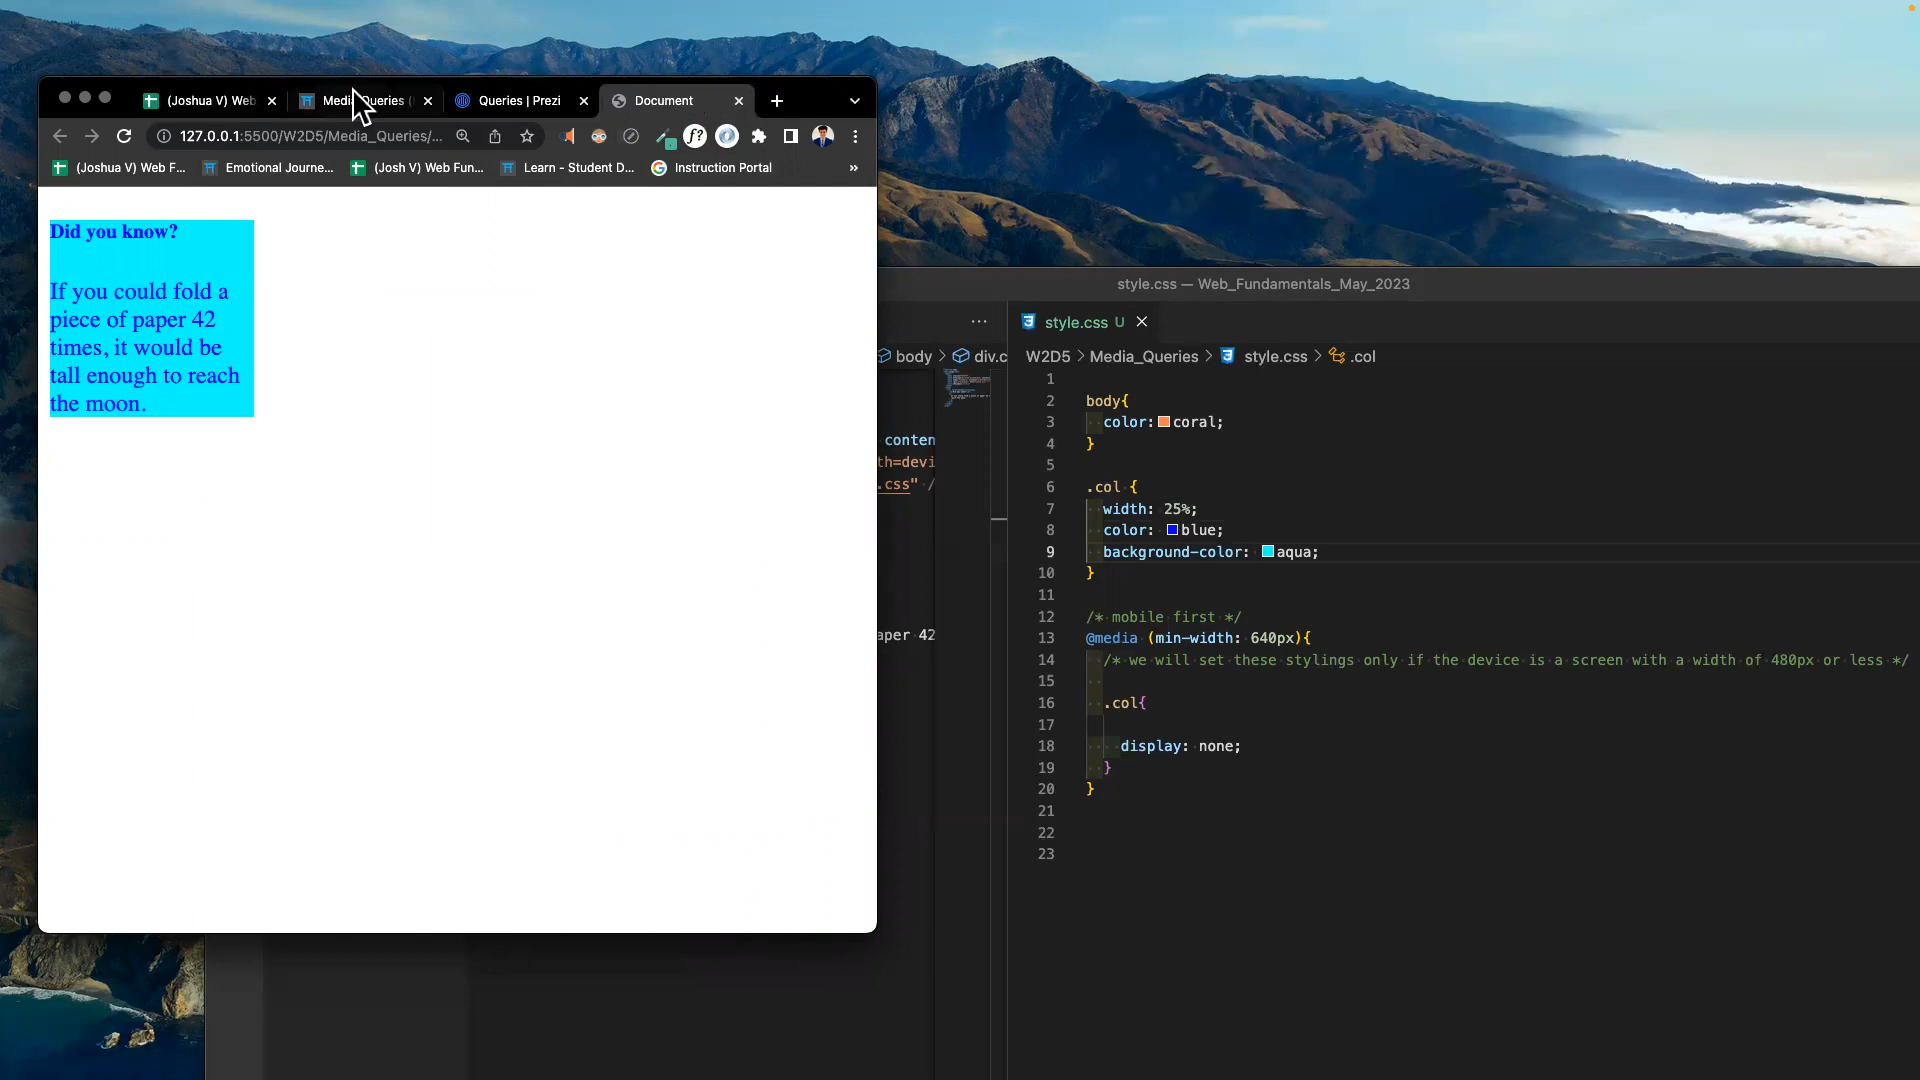 (Joshua V) Web
Media Queries (
Queries | Prezi
Document
127.0.0.1:5500/W2D5/Media_Queries/...
f?
(Joshua V) Web F...
Emotional Journe...
(Josh V) Web Fun...
Learn - Student D...
Instruction Portal
»
Did you know?
If you could fold a
piece of paper 42
times, it would be
tall enough to reach
the moon.
style.css — Web_Fundamentals_May_2023
...
style.css U
body > div.c
W2D5 > Media_Queries > style.css > .col
conten
th=devi
.css" /
aper 42
1
2 body{
3 color: coral;
4 }
5
6 .col {
7 width: 25%;
8 color: blue;
9 background-color: aqua;
10 }
11
12 /* mobile first */
13 @media (min-width: 640px){
14 /* we will set these stylings only if the device is a screen with a width of 480px or less */
15
16 .col{
17
18 display: none;
19 }
20 }
21
22
23